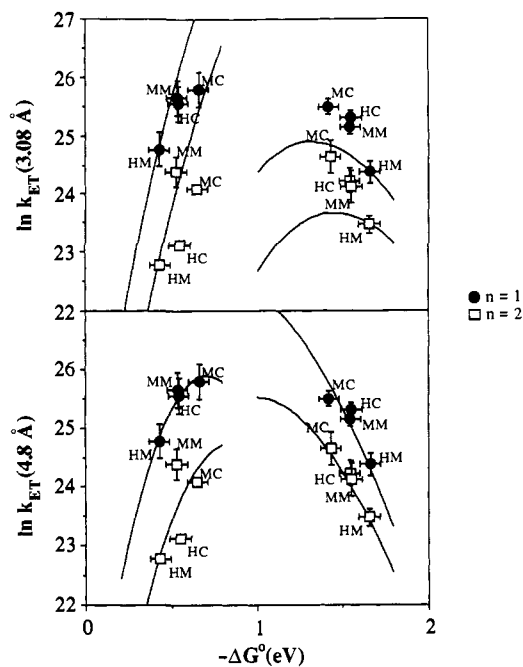 27
26
25
24
23
22
ln k_ET (3.08 Å)
MM
MC
HC
HM
MM
MC
HC
HM
MC
HC
MM
MC
HM
HC
MM
HM
● n = 1
□ n = 2
26
25
24
23
22
ln k_ET (4.8 Å)
MM
MC
HC
HM
MM
MC
HC
HM
MC
HC
MM
MC
HM
HC
MM
HM
0
1
2
-ΔG°(eV)